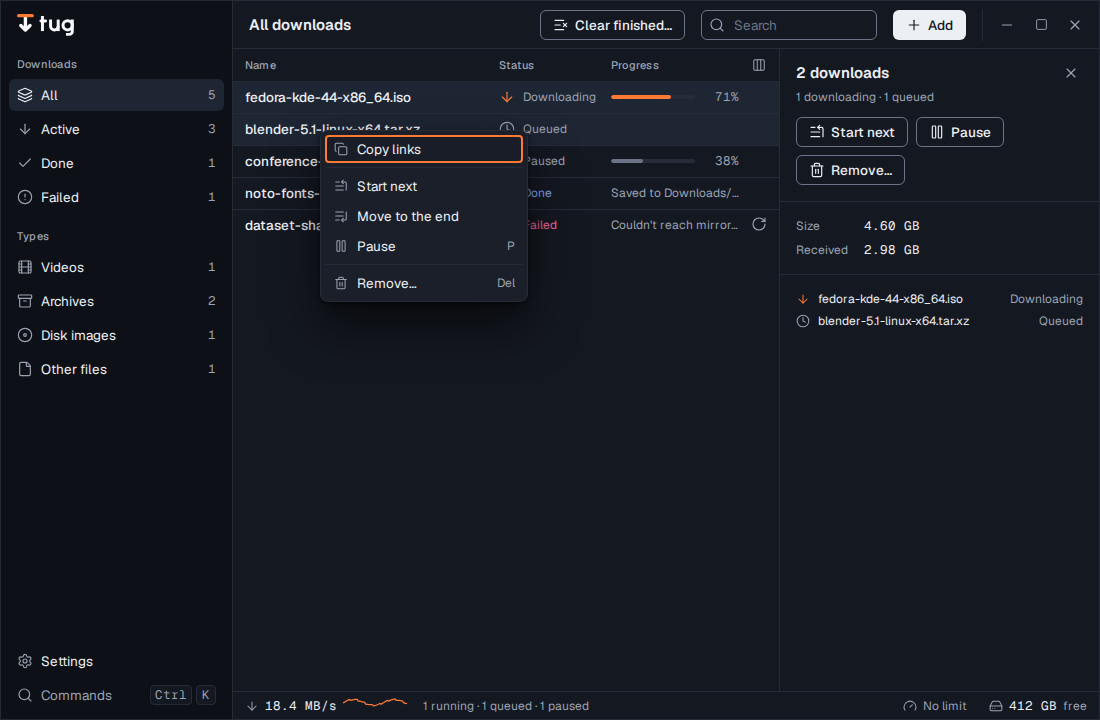 tug
Downloads
All 5
Active 3
Done 1
Failed 1
Types
Videos 1
Archives 2
Disk images 1
Other files 1
Settings
Commands Ctrl K
All downloads
Clear finished…
Search
Add
Name Status Progress
fedora-kde-44-x86_64.iso Downloading 71%
blender-5.1-linux-x64.tar.xz Queued
conference- Paused 38%
noto-fonts- Done Saved to Downloads/…
dataset-sha Failed Couldn't reach mirror…
Copy links
Start next
Move to the end
Pause P
Remove… Del
2 downloads
1 downloading · 1 queued
Start next
Pause
Remove…
Size 4.60 GB
Received 2.98 GB
fedora-kde-44-x86_64.iso Downloading
blender-5.1-linux-x64.tar.xz Queued
18.4 MB/s
1 running · 1 queued · 1 paused
No limit
412 GB free